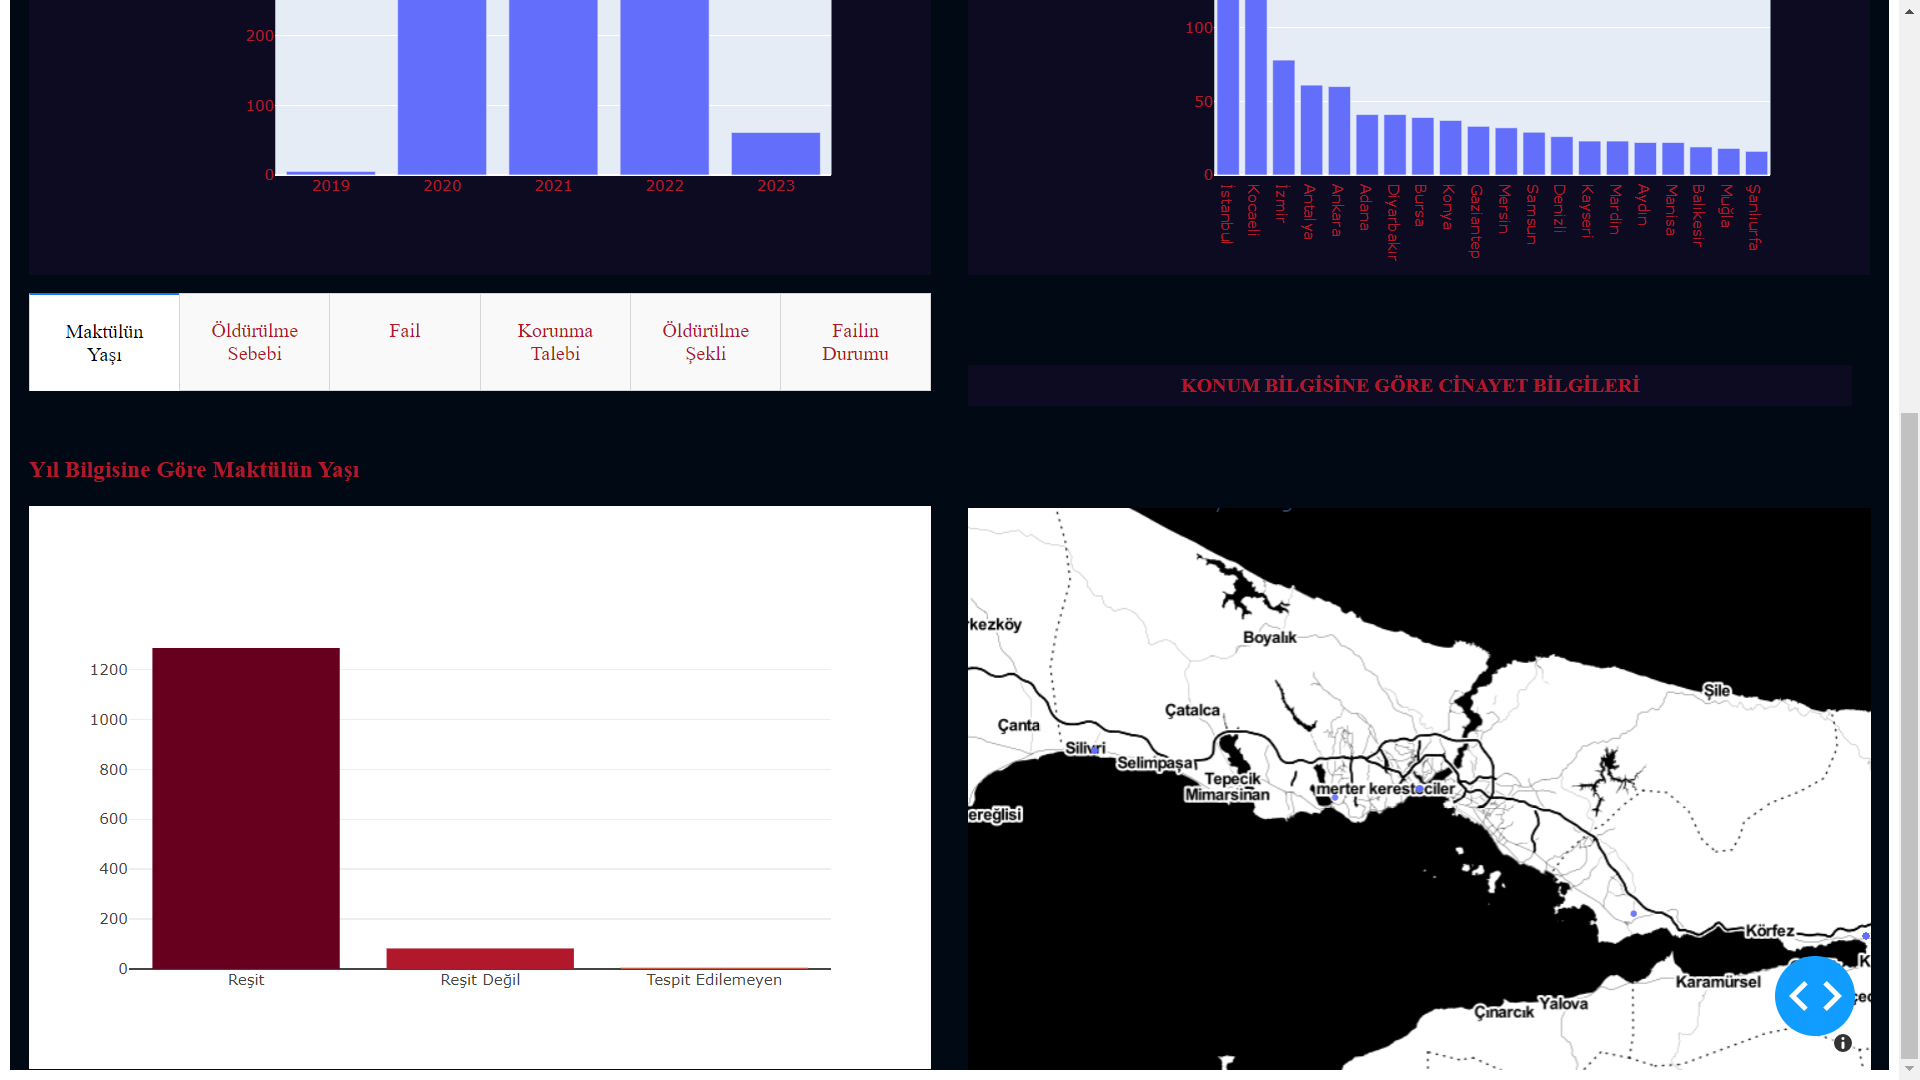 200
100
0
2019 2020 2021 2022 2023
100
50
0
İstanbul
Kocaeli
İzmir
Antalya
Ankara
Adana
Diyarbakır
Bursa
Konya
Gaziantep
Mersin
Samsun
Denizli
Kayseri
Mardin
Aydın
Manisa
Balıkesir
Muğla
Şanlıurfa
Maktülün
Yaşı
Öldürülme
Sebebi
Fail
Korunma
Talebi
Öldürülme
Şekli
Failin
Durumu
KONUM BİLGİSİNE GÖRE CİNAYET BİLGİLERİ
Yıl Bilgisine Göre Maktülün Yaşı
1200
1000
800
600
400
200
0
Reşit Reşit Değil Tespit Edilemeyen
rkezköy
Boyalık
Şile
Çatalca
Çanta
Silivri
Selimpaşa
Tepecik
Mimarsinan
merter keresteciler
ereğlisi
Körfez
Karamürsel
Yalova
Çınarcık